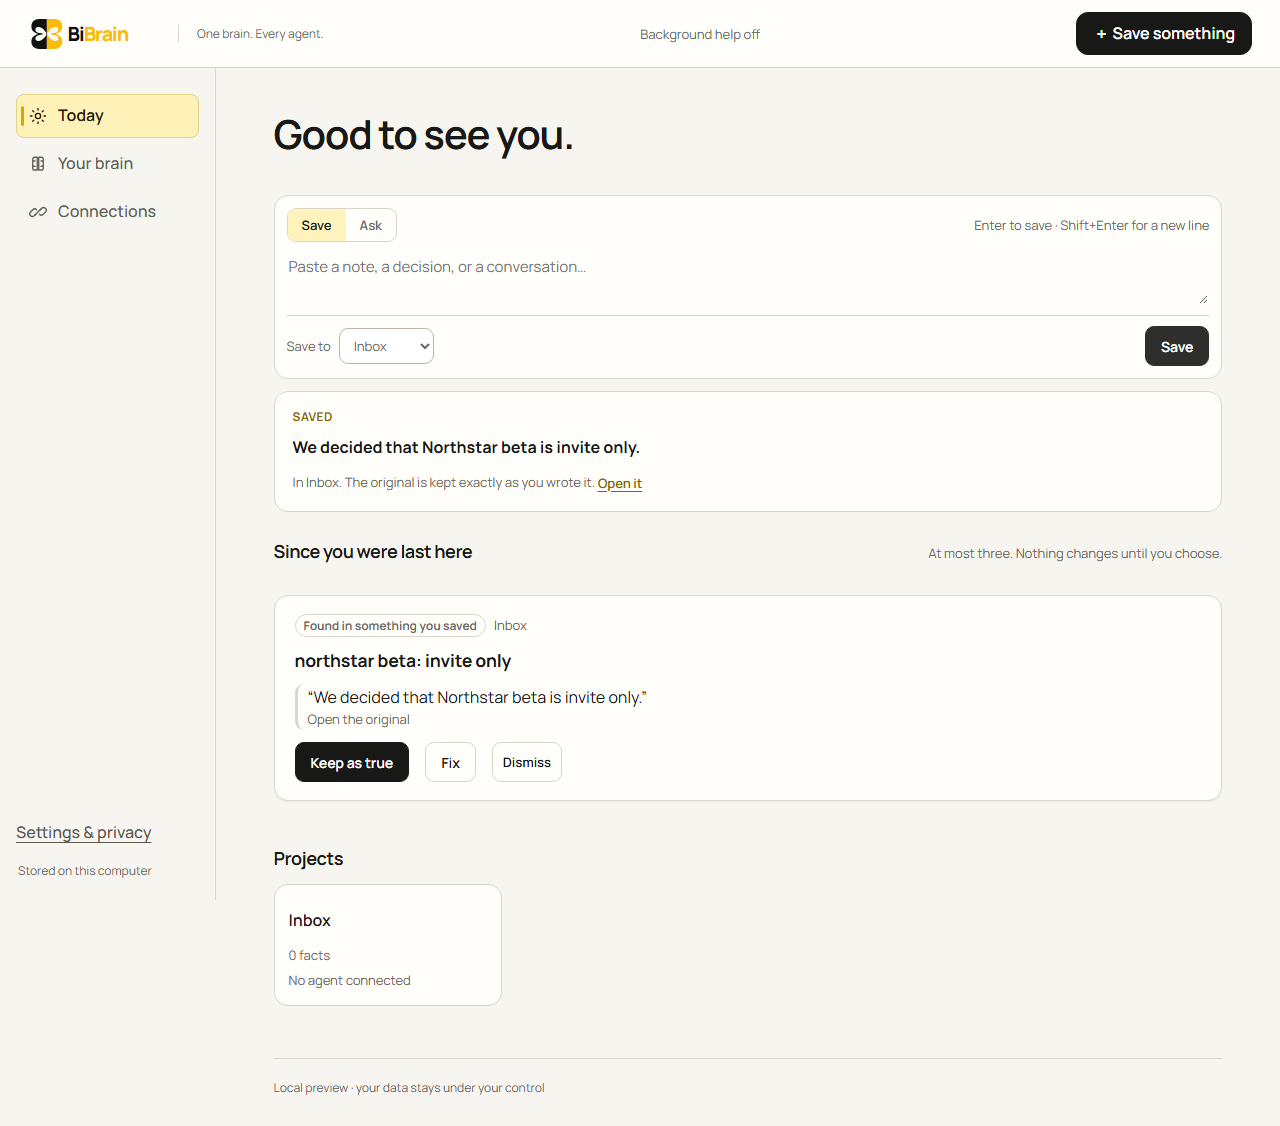 BiBrain
One brain. Every agent.
Background help off
+ Save something
Today
Your brain
Connections
Settings & privacy
Stored on this computer
Good to see you.
Save
Ask
Enter to save · Shift+Enter for a new line
Paste a note, a decision, or a conversation…
Save to
Inbox
Save
SAVED
We decided that Northstar beta is invite only.
In Inbox. The original is kept exactly as you wrote it. Open it
Since you were last here
At most three. Nothing changes until you choose.
Found in something you saved
Inbox
northstar beta: invite only
“We decided that Northstar beta is invite only.”
Open the original
Keep as true
Fix
Dismiss
Projects
Inbox
0 facts
No agent connected
Local preview · your data stays under your control